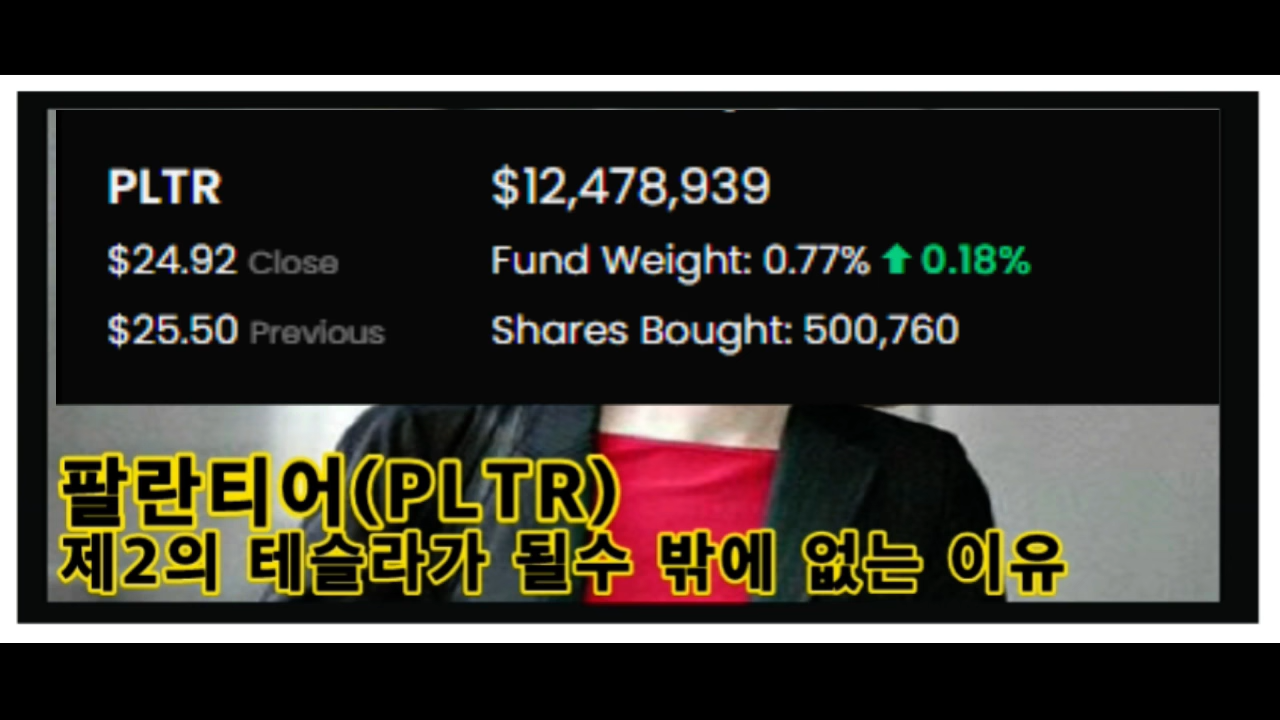 PLTR
$12,478,939
$24.92 Close
Fund Weight: 0.77% ↑ 0.18%
$25.50 Previous
Shares Bought: 500,760
팔란티어(PLTR)
제2의 테슬라가 될수 밖에 없는 이유